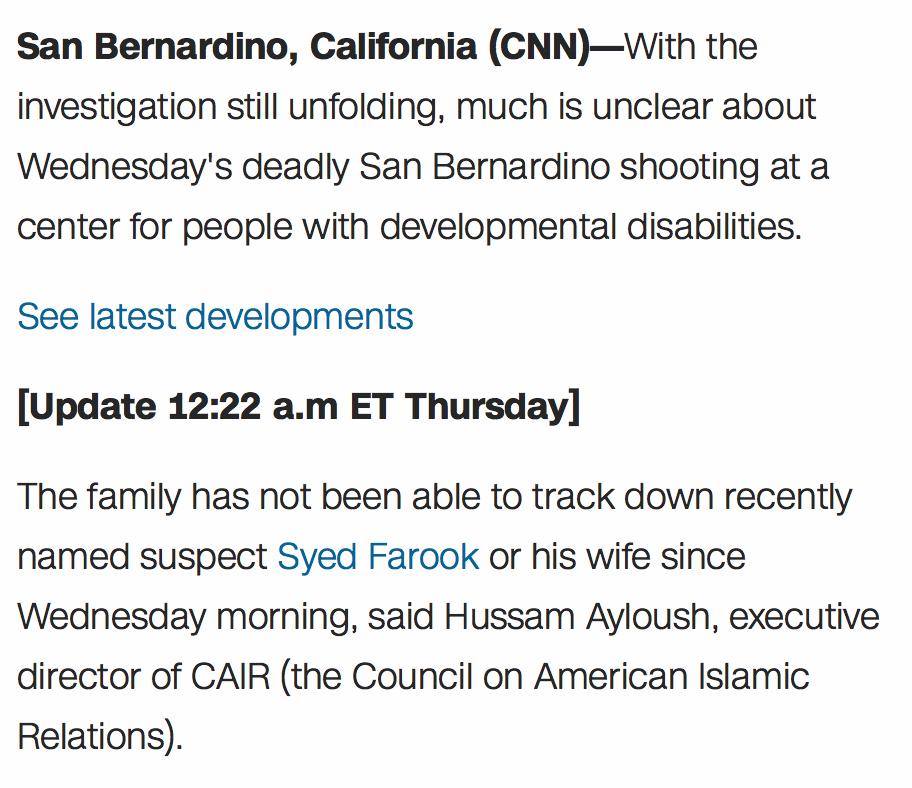 San Bernardino, California (CNN)—With the
investigation still unfolding, much is unclear about
Wednesday's deadly San Bernardino shooting at a
center for people with developmental disabilities.
See latest developments
[Update 12:22 a.m ET Thursday]
The family has not been able to track down recently
named suspect Syed Farook or his wife since
Wednesday morning, said Hussam Ayloush, executive
director of CAIR (the Council on American Islamic
Relations).